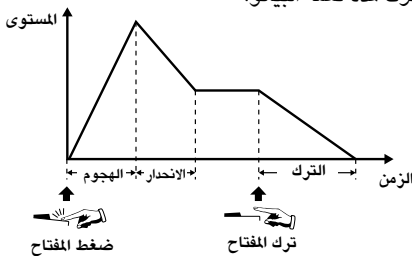 المستوى
الهجوم
الانحدار
الترك
الزمن
ضغط المفتاح
ترك المفتاح